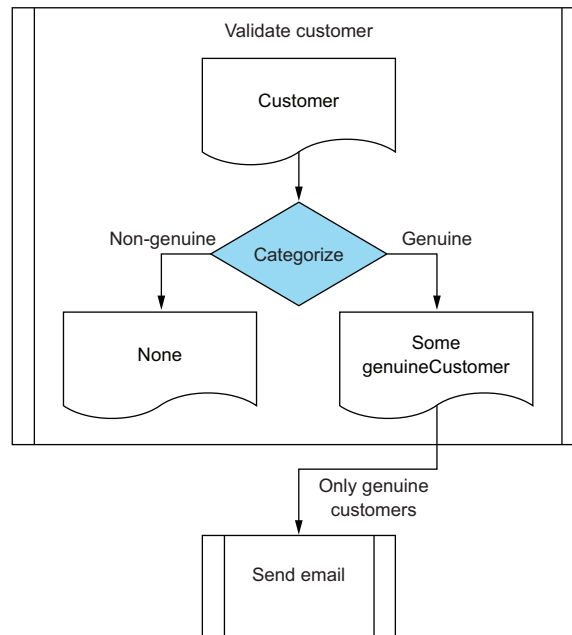 Validate customer
Customer
Non-genuine
Categorize
Genuine
None
Some
genuineCustomer
Only genuine
customers
Send email